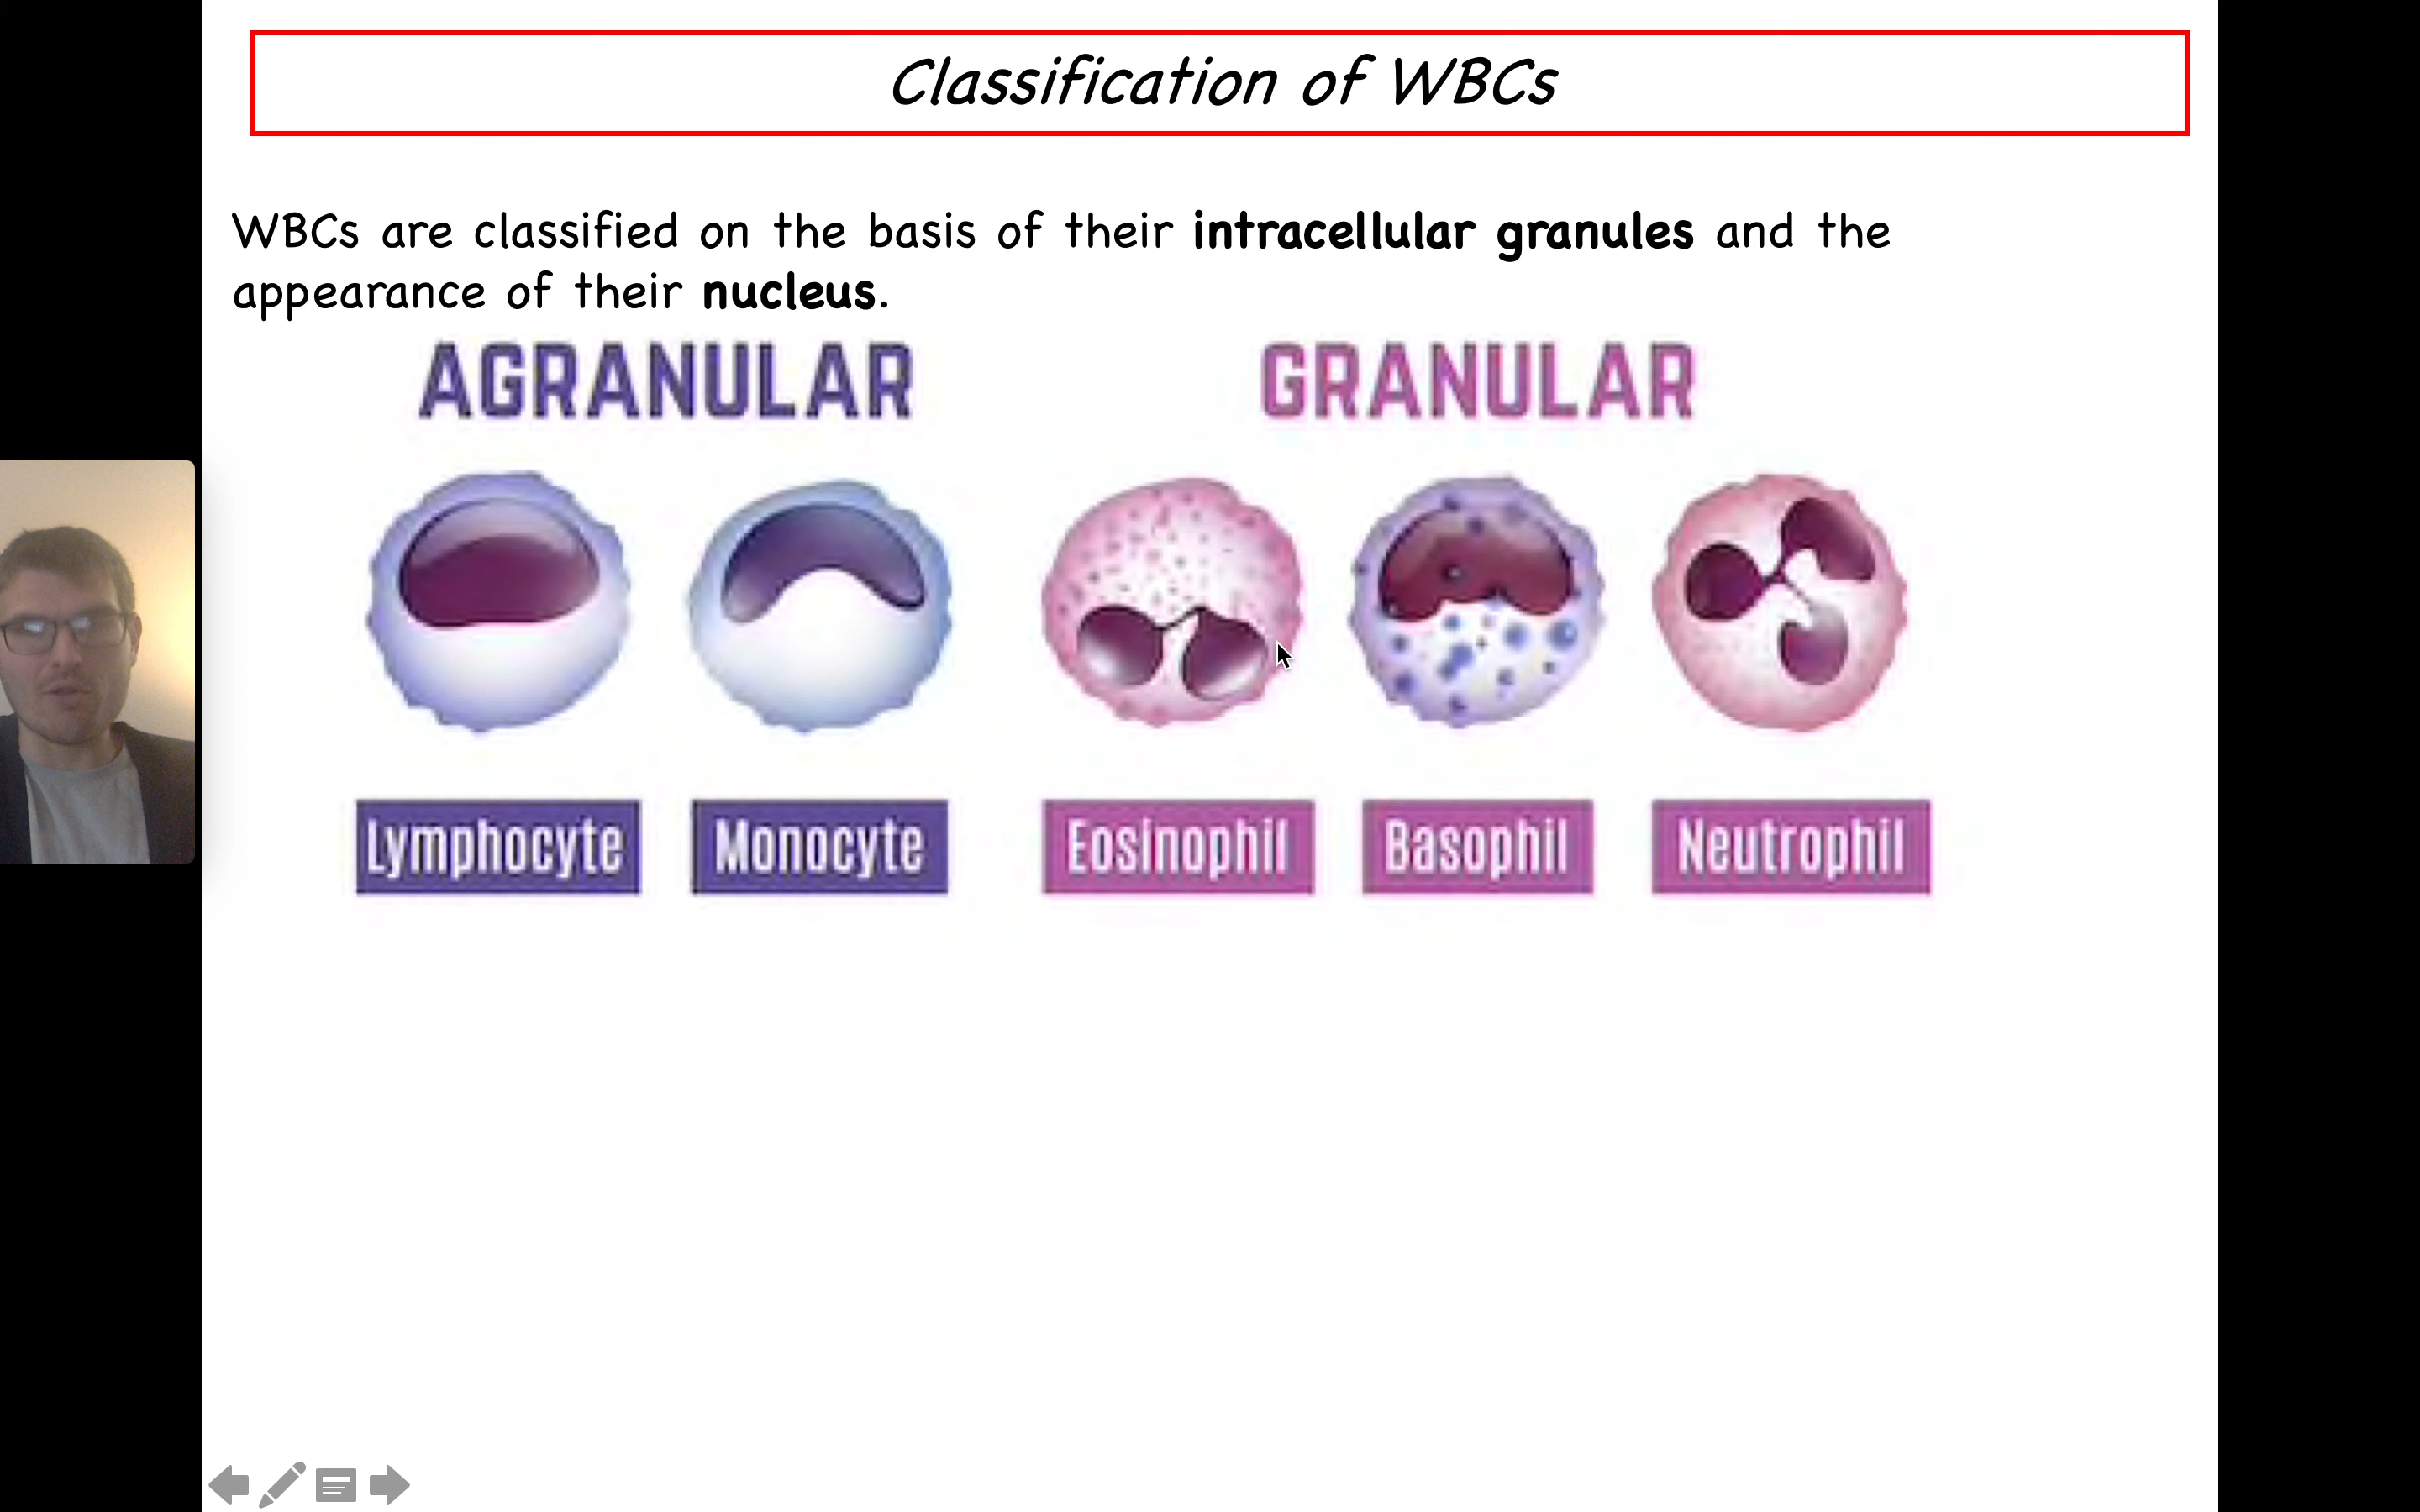 Classification of WBCs
WBCs are classified on the basis of their intracellular granules and the
appearance of their nucleus.
AGRANULAR GRANULAR
Lymphocyte Monocyte Eosinophil Basophil Neutrophil